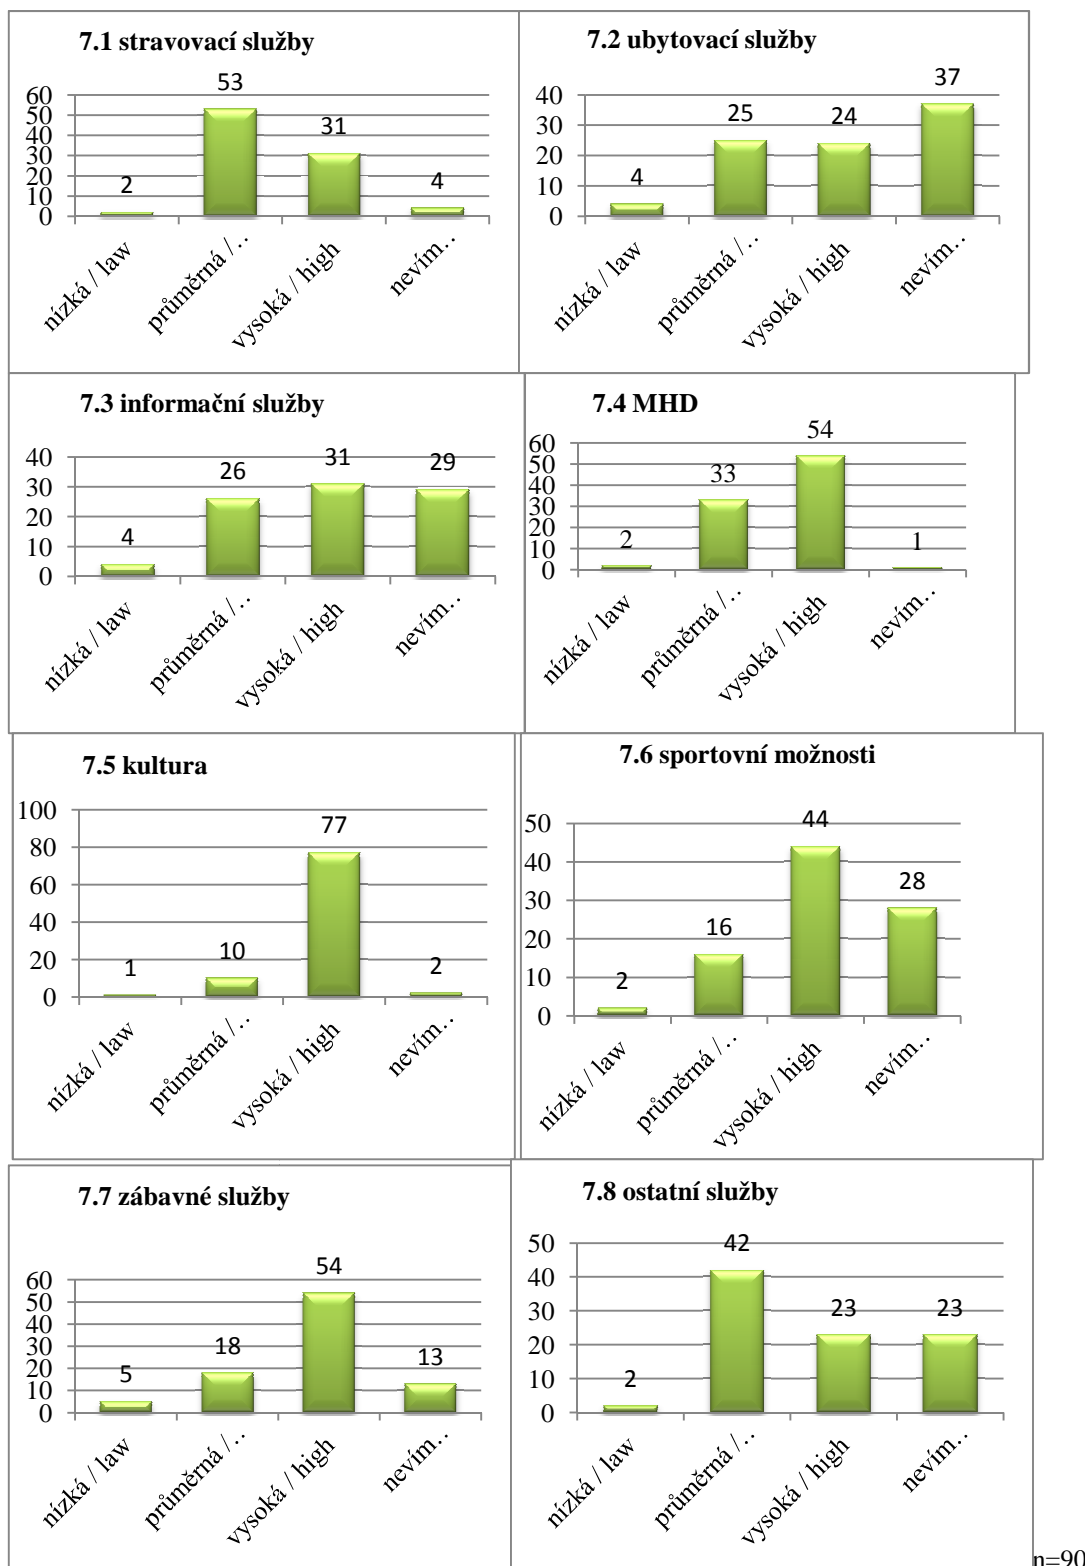 7.1 stravovací služby
60
50
40
30
20
10
0
2
53
31
4
nízká / law
průměrná /…
vysoká / high
nevím…
7.2 ubytovací služby
40
30
20
10
0
4
25
24
37
nízká / law
průměrná /…
vysoká / high
nevím…
7.3 informační služby
40
30
20
10
0
4
26
31
29
nízká / law
průměrná /…
vysoká / high
nevím…
7.4 MHD
60
50
40
30
20
10
0
2
33
54
1
nízká / law
průměrná /…
vysoká / high
nevím…
7.5 kultura
100
80
60
40
20
0
1
10
77
2
nízká / law
průměrná /…
vysoká / high
nevím…
7.6 sportovní možnosti
50
40
30
20
10
0
2
16
44
28
nízká / law
průměrná /…
vysoká / high
nevím…
7.7 zábavné služby
60
50
40
30
20
10
0
5
18
54
13
nízká / law
průměrná /…
vysoká / high
nevím…
7.8 ostatní služby
50
40
30
20
10
0
2
42
23
23
nízká / law
průměrná /…
vysoká / high
nevím…
n=90